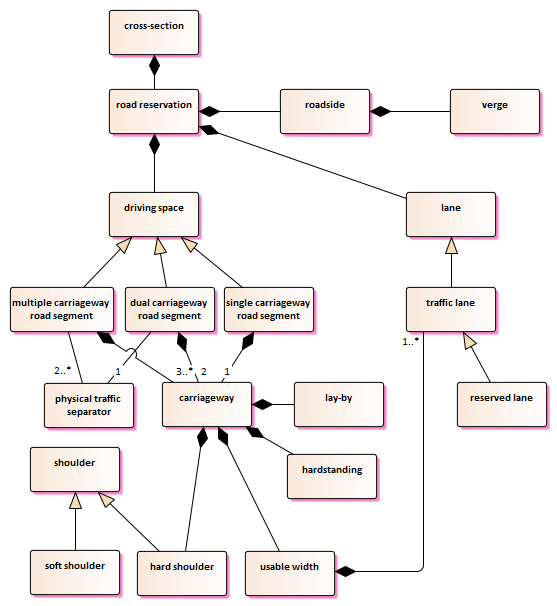 cross-section
road reservation
roadside
verge
driving space
lane
multiple carriageway
road segment
dual carriageway
road segment
single carriageway
road segment
traffic lane
1..*
2..*
1
3..*
2
1
physical traffic
separator
carriageway
lay-by
reserved lane
shoulder
hardstanding
soft shoulder
hard shoulder
usable width